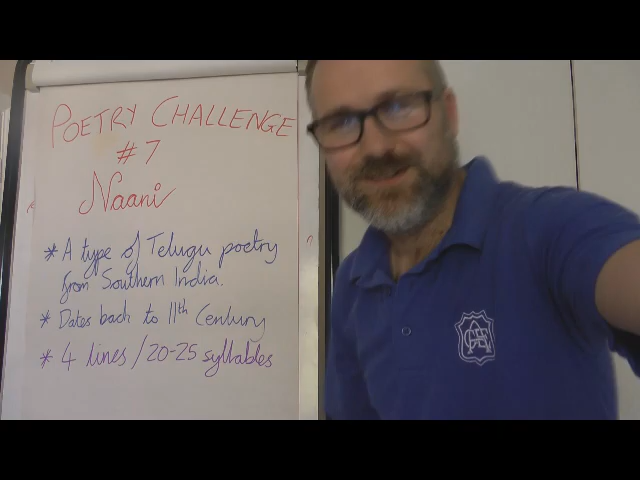 POETRY CHALLENGE
#7
Naani
* A type of Telugu poetry
from Southern India.
* Dates back to 11th Century
* 4 lines / 20-25 syllables